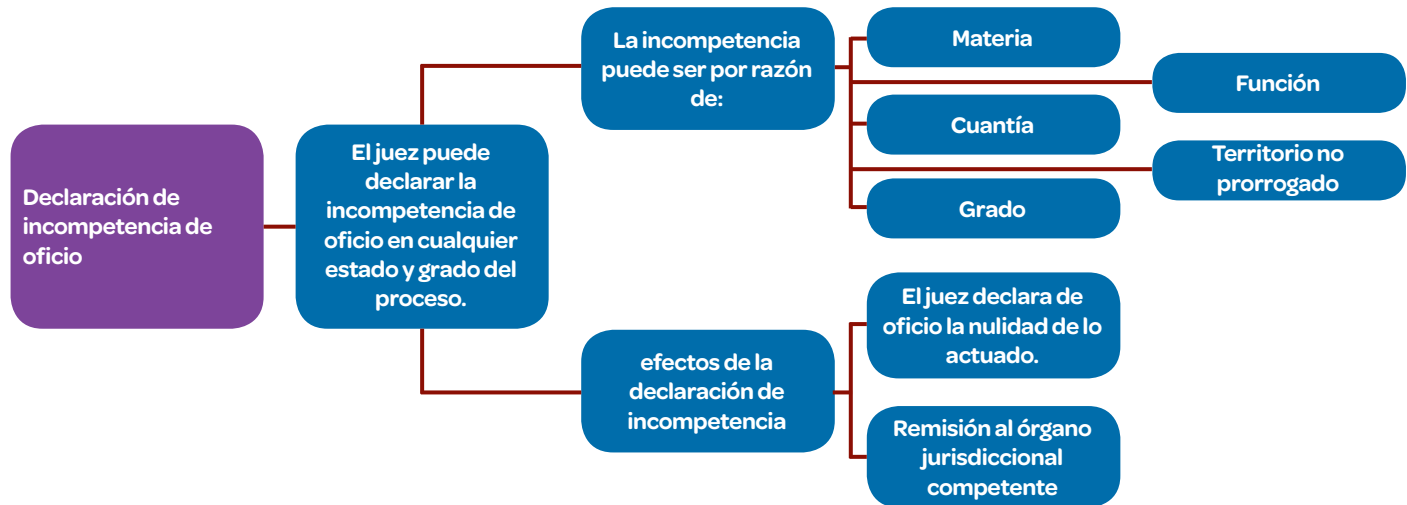 Declaración de
incompetencia de
oficio
El juez puede
declarar la
incompetencia de
oficio en cualquier
estado y grado del
proceso.
La incompetencia
puede ser por razón
de:
Materia
Función
Cuantía
Territorio no
prorrogado
Grado
efectos de la
declaración de
incompetencia
El juez declara de
oficio la nulidad de lo
actuado.
Remisión al órgano
jurisdiccional
competente